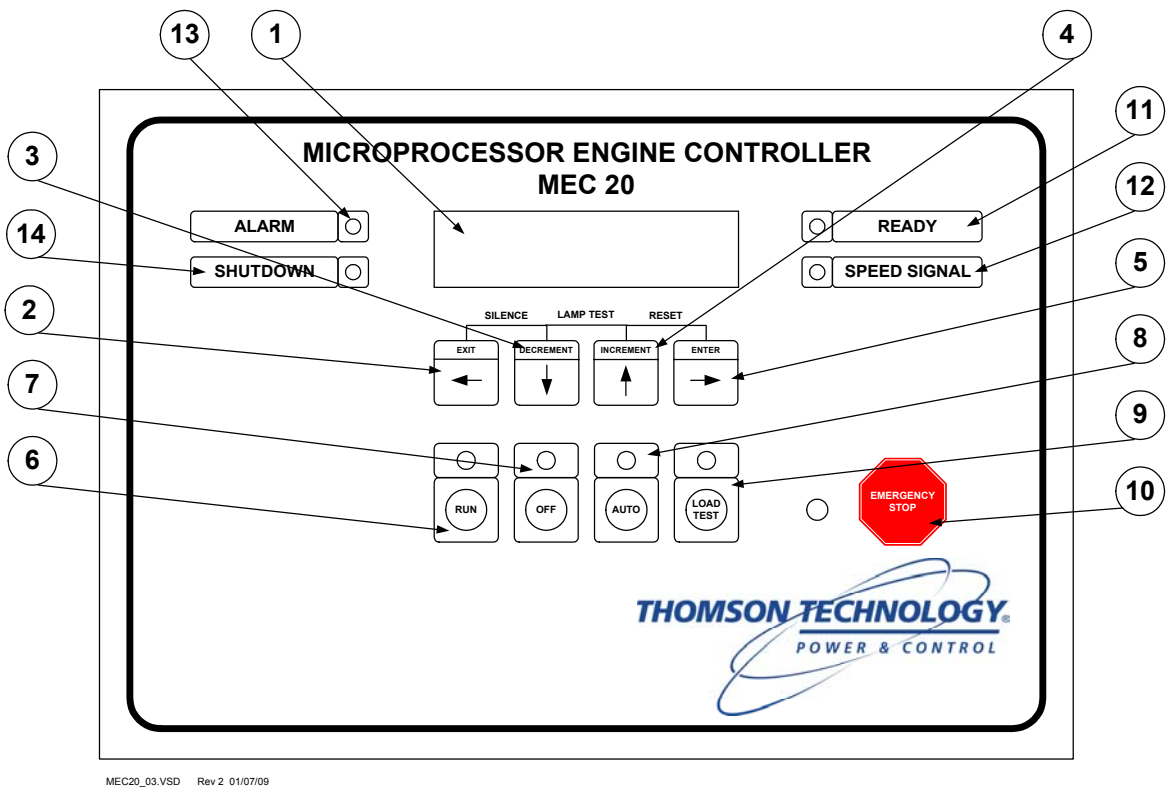 13
1
4
11
3
MICROPROCESSOR ENGINE CONTROLLER
MEC 20
12
14
ALARM
READY
SHUTDOWN
SPEED SIGNAL
5
2
SILENCE
LAMP TEST
RESET
EXIT
DECREMENT
INCREMENT
ENTER
8
7
9
6
RUN
OFF
AUTO
LOAD
TEST
EMERGENCY
STOP
10
THOMSON TECHNOLOGY®
POWER & CONTROL
MEC20_03.VSD Rev 2 01/07/09